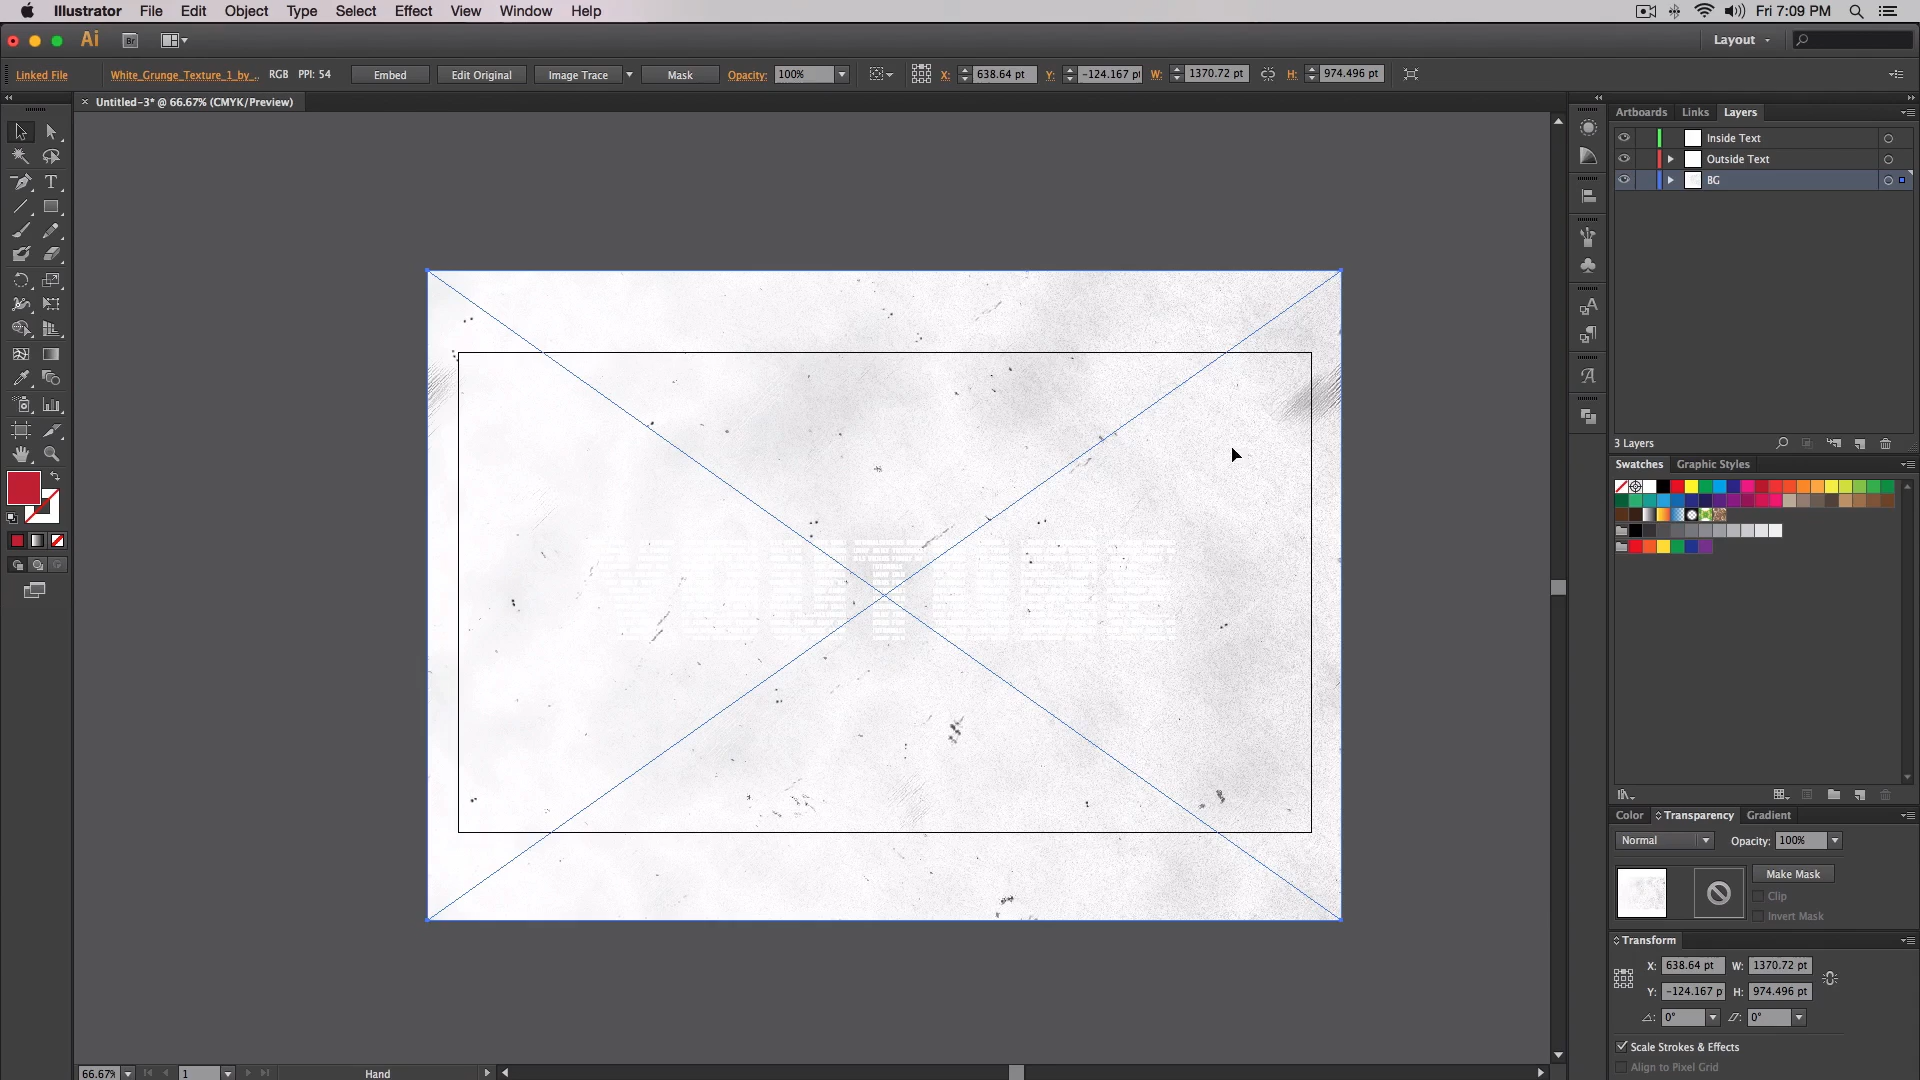 Illustrator File Edit Object Type Select Effect View Window Help
Fri 7:09 PM
Ai Br
Layout
Linked File White_Grunge_Texture_1_by_.. RGB PPI: 54 Embed Edit Original Image Trace Mask Opacity: 100% X: 638.64 pt Y: -124.167 pt W: 1370.72 pt H: 974.496 pt
Untitled-3* @ 66.67% (CMYK/Preview)
Artboards Links Layers
Inside Text
Outside Text
BG
YOUTUBE
3 Layers
Swatches Graphic Styles
Color Transparency Gradient
Normal Opacity: 100%
Make Mask
Clip
Invert Mask
Transform
X: 638.64 pt W: 1370.72 pt
Y: -124.167 p H: 974.496 pt
0° 0°
Scale Strokes & Effects
Align to Pixel Grid
66.67% 1 Hand